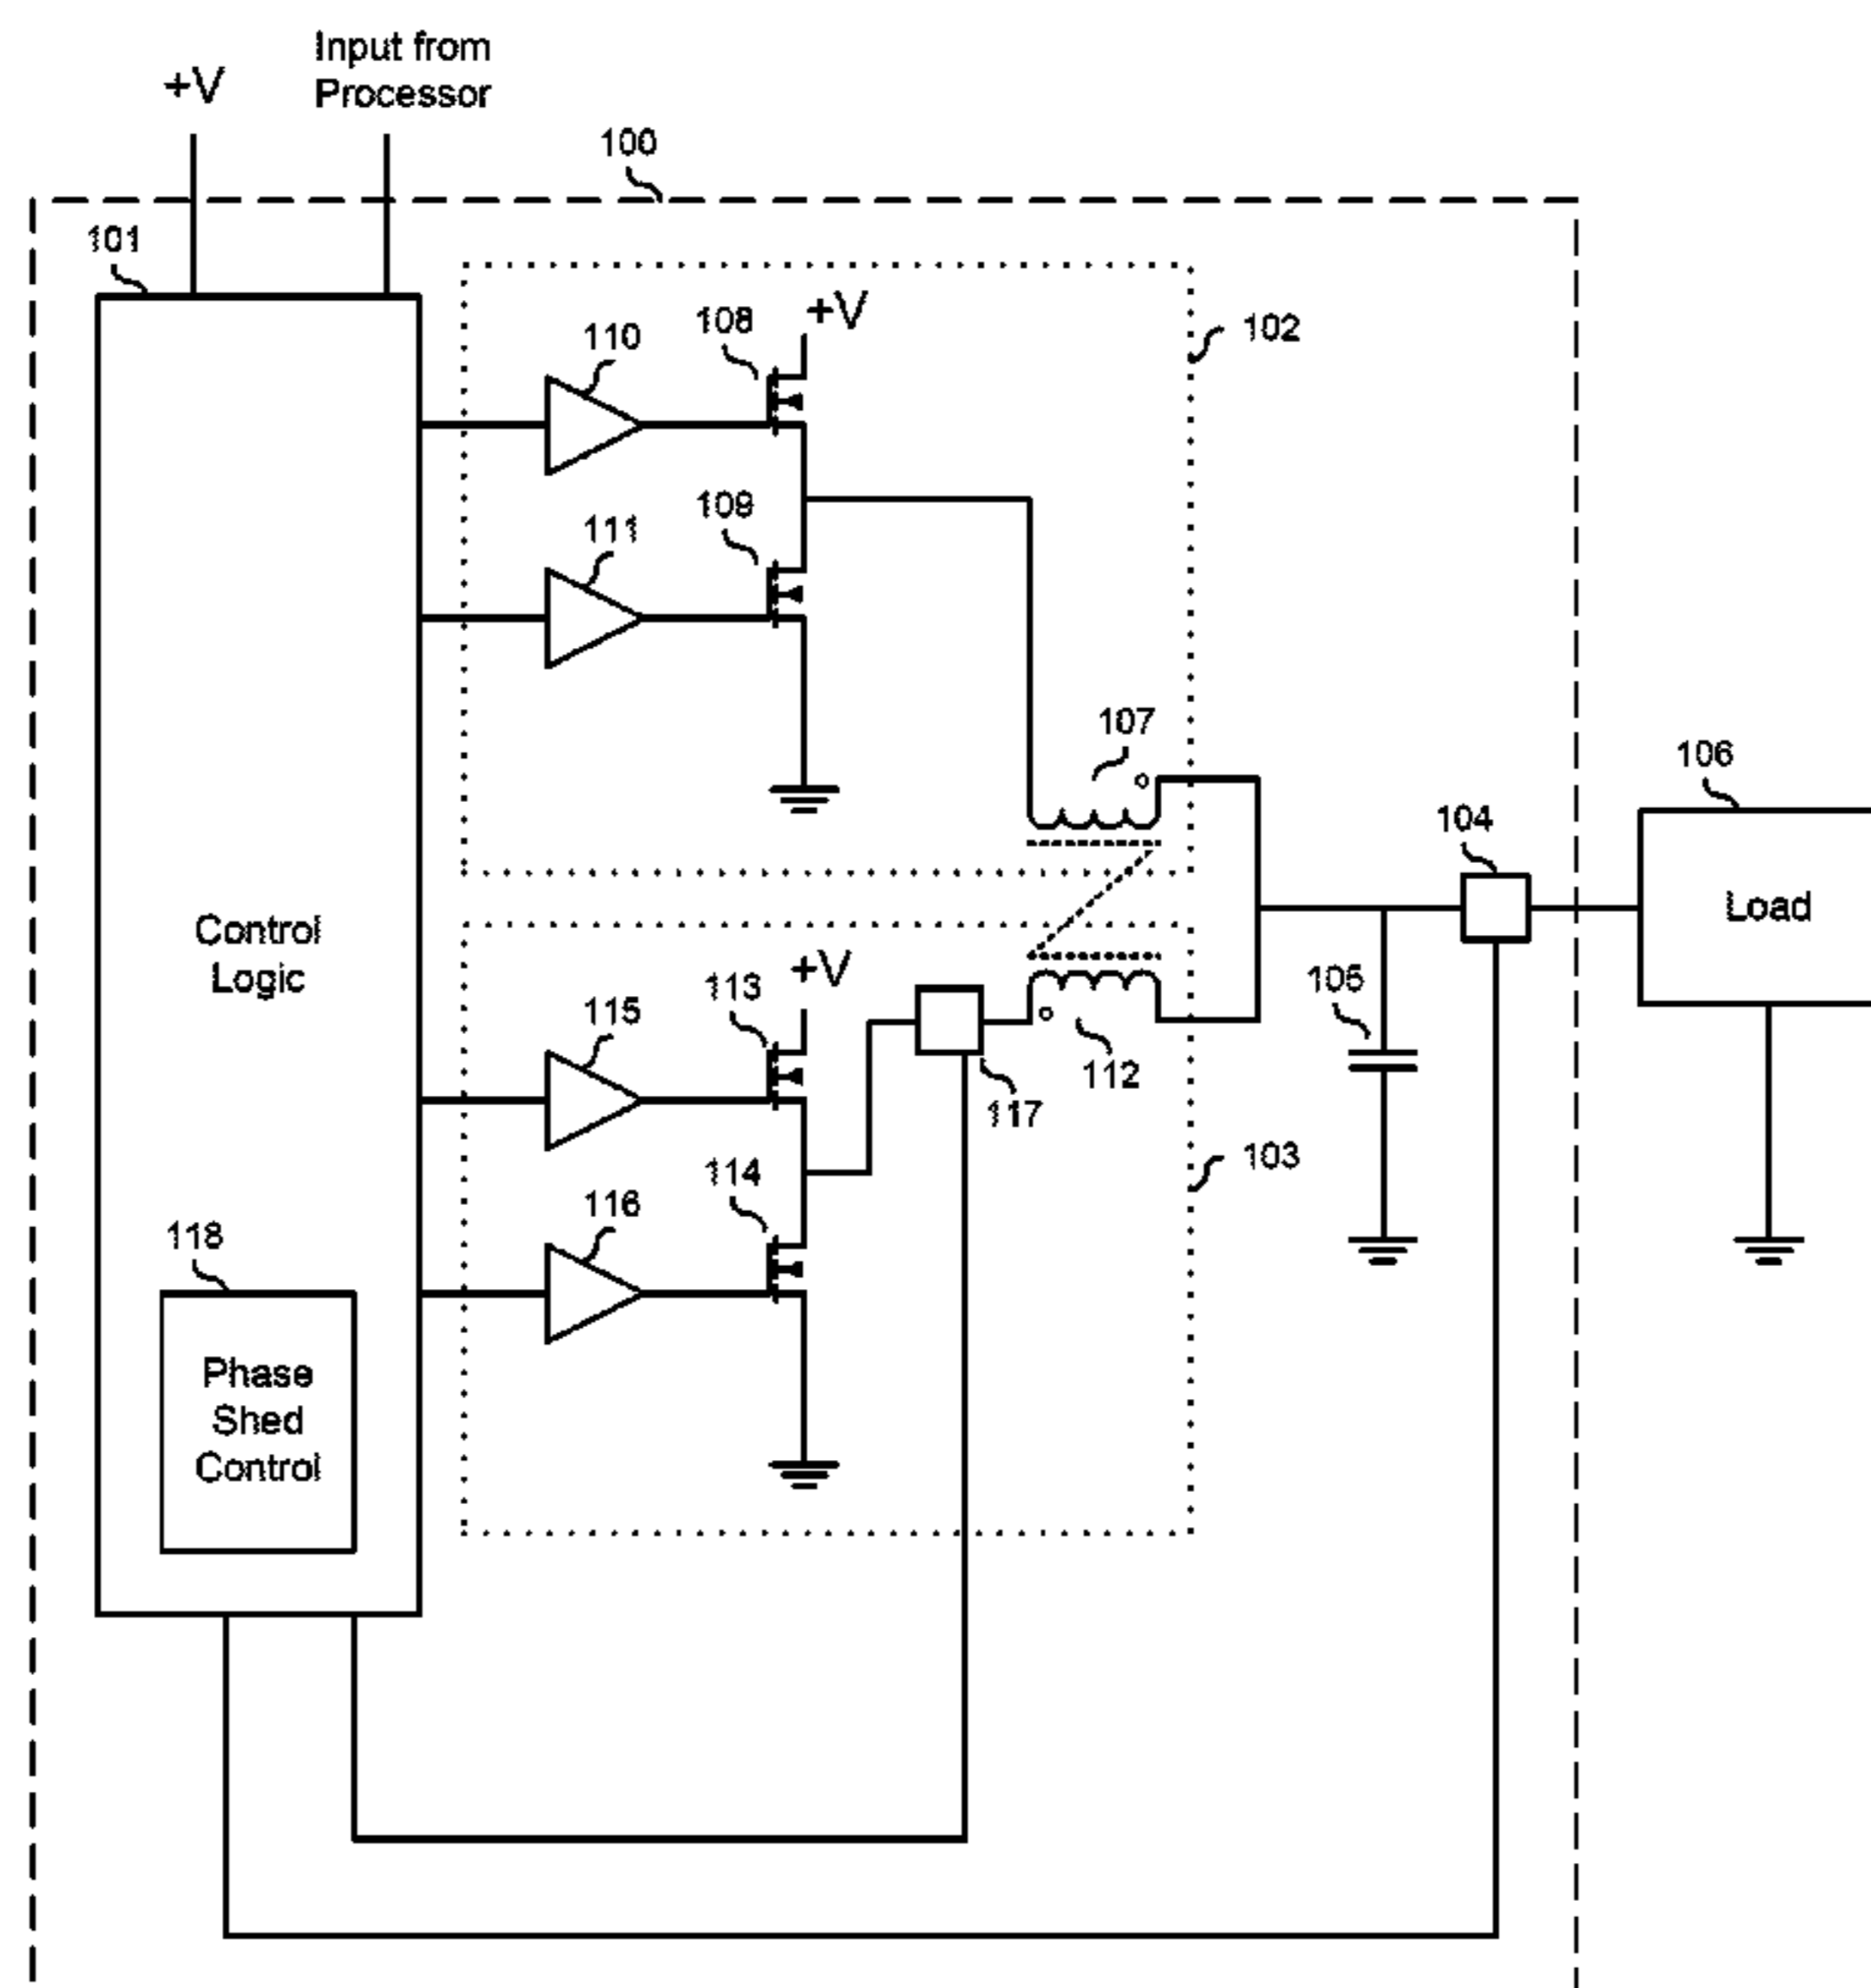 Input from
Processor
+V
100
101
+V
108
110
102
109
111
107
106
104
Load
Control
Logic
+V
113
105
115
112
117
103
114
116
118
Phase
Shed
Control